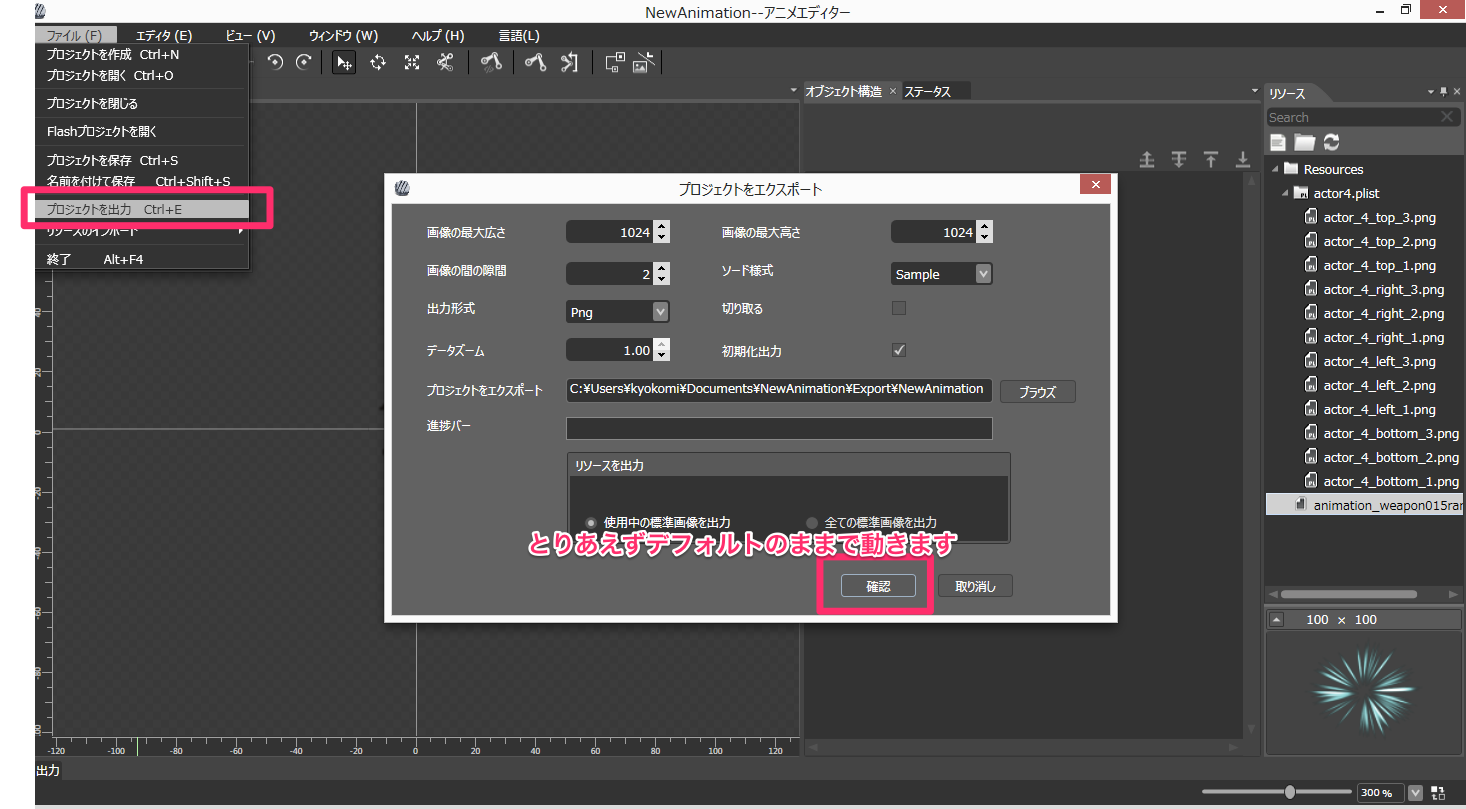 NewAnimation--アニメエディター
ファイル (F) エディタ (E) ビュー (V) ウィンドウ (W) ヘルプ (H) 言語(L)
プロジェクトを作成 Ctrl+N
プロジェクトを開く Ctrl+O
プロジェクトを閉じる
Flashプロジェクトを開く
プロジェクトを保存 Ctrl+S
名前を付けて保存 Ctrl+Shift+S
プロジェクトを出力 Ctrl+E
リソースのインポート
終了 Alt+F4
オブジェクト構造 × ステータス
プロジェクトをエクスポート
画像の最大広さ 1024 画像の最大高さ 1024
画像の間の隙間 2 ソード様式 Sample
出力形式 Png 切り取る
データズーム 1.00 初期化出力
プロジェクトをエクスポート C:¥Users¥kyokomi¥Documents¥NewAnimation¥Export¥NewAnimation ブラウズ
進捗バー
リソースを出力
使用中の標準画像を出力 全ての標準画像を出力
とりあえずデフォルトのままで動きます
確認 取り消し
リソース
Search
Resources
actor4.plist
actor_4_top_3.png
actor_4_top_2.png
actor_4_top_1.png
actor_4_right_3.png
actor_4_right_2.png
actor_4_right_1.png
actor_4_left_3.png
actor_4_left_2.png
actor_4_left_1.png
actor_4_bottom_3.png
actor_4_bottom_2.png
actor_4_bottom_1.png
animation_weapon015rar
100 × 100
-120 -100 -80 -60 -40 -20 0 20 40 60 80 100 120
出力
300 %